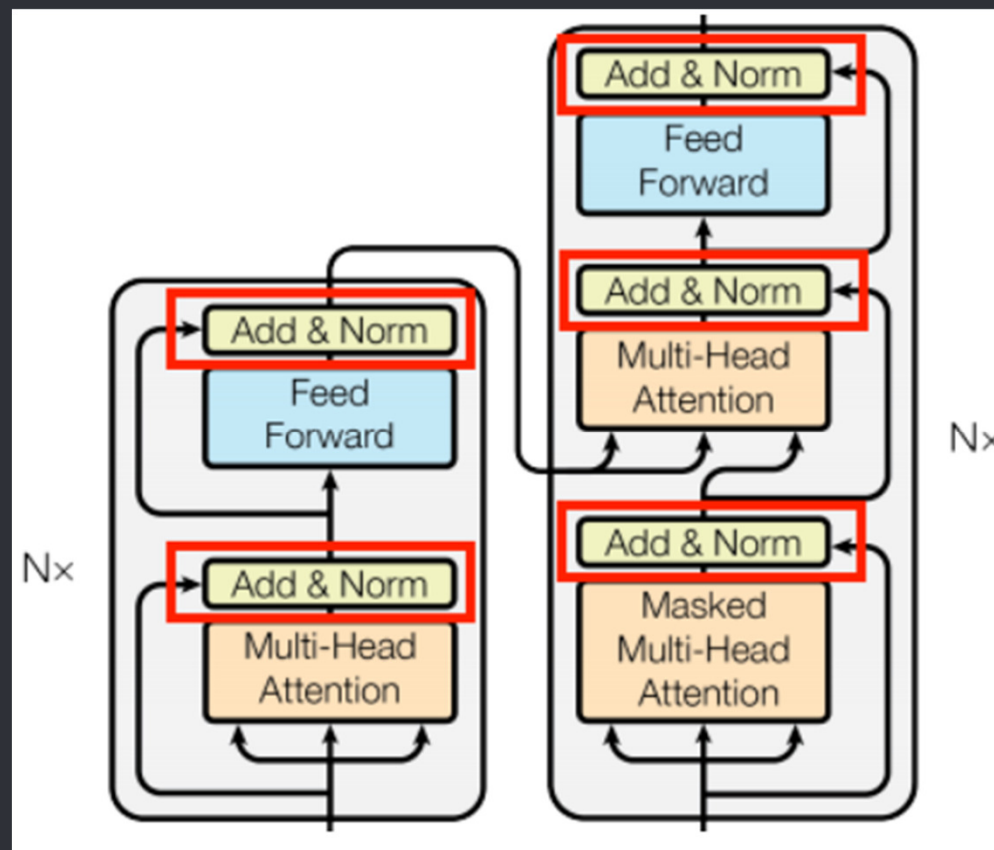 Add & Norm
Feed
Forward
Add & Norm
Multi-Head
Attention
N×
Add & Norm
Feed
Forward
Add & Norm
Multi-Head
Attention
Add & Norm
Masked
Multi-Head
Attention
N×